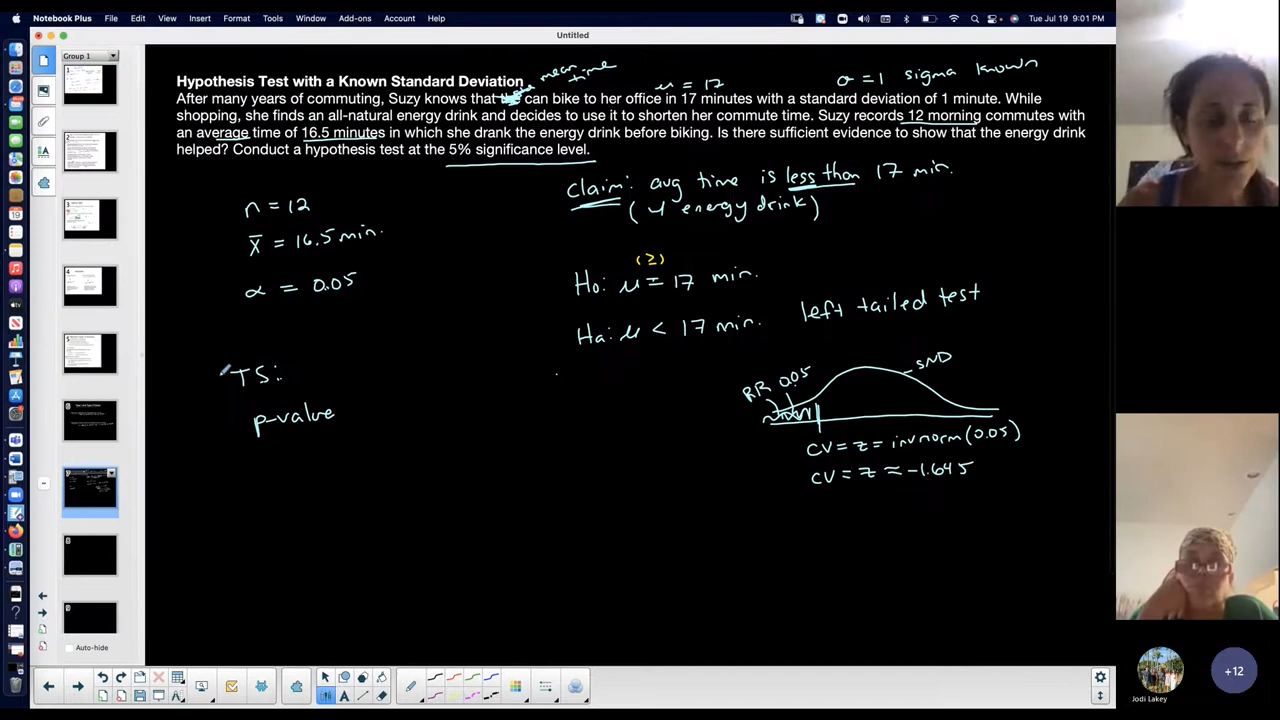 Notebook Plus File Edit View Insert Format Tools Window Add-ons Account Help
Tue Jul 19 9:01 PM
Untitled
Group 1
Hypothesis Test with a Known Standard Deviation
mean time
μ = 17
σ = 1 sigma known
After many years of commuting, Suzy knows that can bike to her office in 17 minutes with a standard deviation of 1 minute. While
shopping, she finds an all-natural energy drink and decides to use it to shorten her commute time. Suzy records 12 morning commutes with
an average time of 16.5 minutes in which she drank the energy drink before biking. Is there sufficient evidence to show that the energy drink
helped? Conduct a hypothesis test at the 5% significance level.
Claim: avg time is less than 17 min.
( energy drink)
n = 12
x̄ = 16.5 min.
α = 0.05
(≥)
Ho: μ = 17 min.
Ha: μ < 17 min.
left tailed test
TS:
p-value
RR 0.05
SND
CV = z = invnorm(0.05)
CV = z ≈ -1.645
Auto-hide
Jodi Lakey
+12